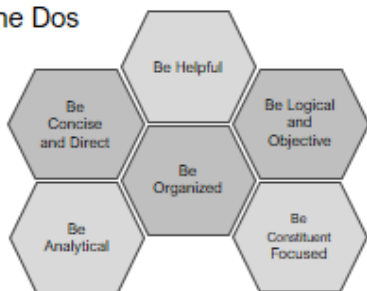 he Dos
Be Helpful
Be
Concise
and Direct
Be Logical
and
Objective
Be
Organized
Be
Analytical
Be
Constituent
Focused